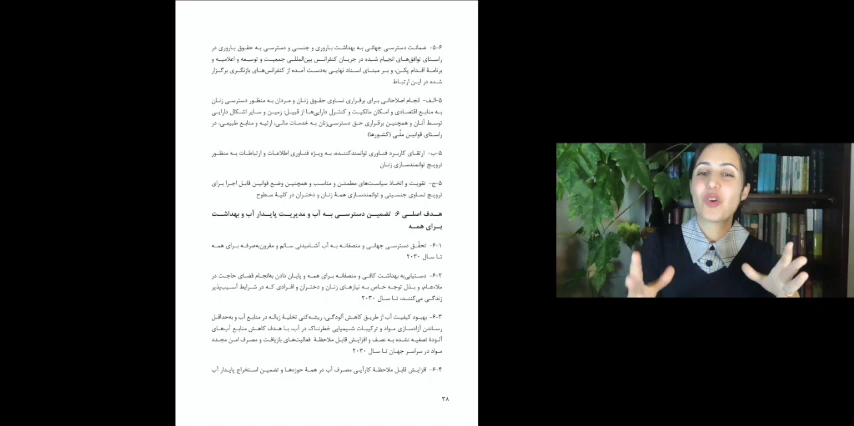 ۵-۶- ضمانت دسترسی جهانی به بهداشت باروری و جنسی و دسترسی به حقوق باروری در
راستای توافق‌های انجام شده در جریان کنفرانس بین‌المللی جمعیت و توسعه و اعلامیه و
برنامهٔ اقدام پکن، و بر مبنای اسناد نهایی به‌دست آمده از کنفرانس‌های بازنگری برگزار
شده در این ارتباط
۵-الف- انجام اصلاحاتی برای برقراری تساوی حقوق زنان و مردان به منظور دسترسی زنان
به منابع اقتصادی و امکان مالکیت و کنترل دارایی‌ها از قبیل: زمین و سایر اشکال دارایی
توسط آنان و همچنین برقراری حق دسترسی‌زنان به خدمات مالی، ارثیه و منابع طبیعی، در
راستای قوانین ملّی (کشورها)
۵-ب- ارتقای کاربرد فناوری توانمندکننده، به ویژه فناوری اطلاعات و ارتباطات به منظور
ترویج توانمندسازی زنان
۵-ج- تقویت و اتخاذ سیاست‌های مطمئن و مناسب و همچنین وضع قوانین قابل اجرا برای
ترویج تساوی جنسیتی و توانمندسازی همهٔ زنان و دختران در کلیهٔ سطوح
هدف اصلی ۶: تضمین دسترسی به آب و مدیریت پایدار آب و بهداشت
برای همه
۶-۱- تحقّق دسترسی جهانی و منصفانه به آب آشامیدنی سالم و مقرون‌به‌صرفه برای همه
تا سال ۲۰۳۰
۶-۲- دستیابی‌به بهداشت کافی و منصفانه برای همه و پایان دادن به‌انجام قضای حاجت در
ملاءعام، و بذل توجه خاص به نیازهای زنان و دختران و افرادی که در شرایط آسیب‌پذیر
زندگی می‌کنند، تا سال ۲۰۳۰
۶-۳- بهبود کیفیت آب از طریق کاهش آلودگی، ریشه‌کنی تخلیهٔ زباله در منابع آب و به‌حداقل
رساندن آزادسازی مواد و ترکیبات شیمیایی خطرناک در آب، با هدف کاهش منابع آب‌های
آلودهٔ تصفیه نشده به نصف و افزایش قابل ملاحظهٔ فعالیت‌های بازیافت و مصرف امن مجدد
مواد در سراسر جهان تا سال ۲۰۳۰
۶-۴- افزایش قابل ملاحظهٔ کارآیی مصرف آب در همهٔ حوزه‌ها و تضمین استخراج پایدار آب
۳۸